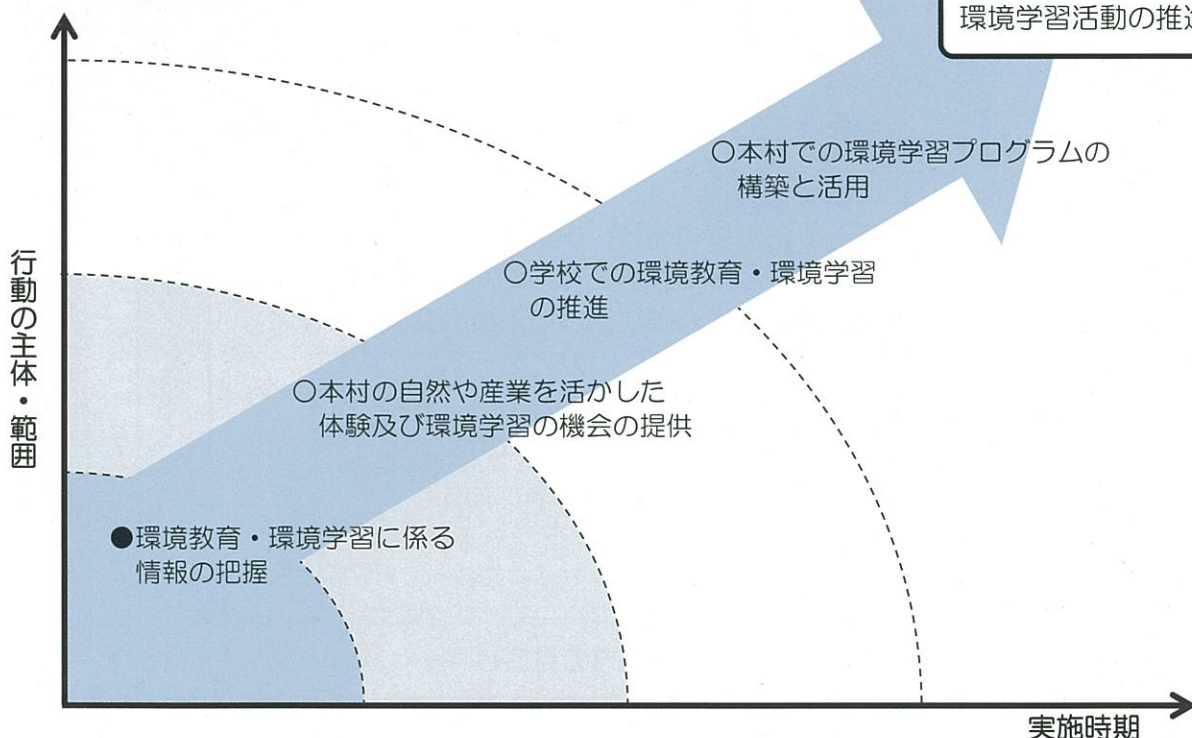 環境学習活動の推進
〇本村での環境学習プログラムの
構築と活用
〇学校での環境教育・環境学習
の推進
〇本村の自然や産業を活かした
体験及び環境学習の機会の提供
●環境教育・環境学習に係る
情報の把握
行動の主体・範囲
実施時期